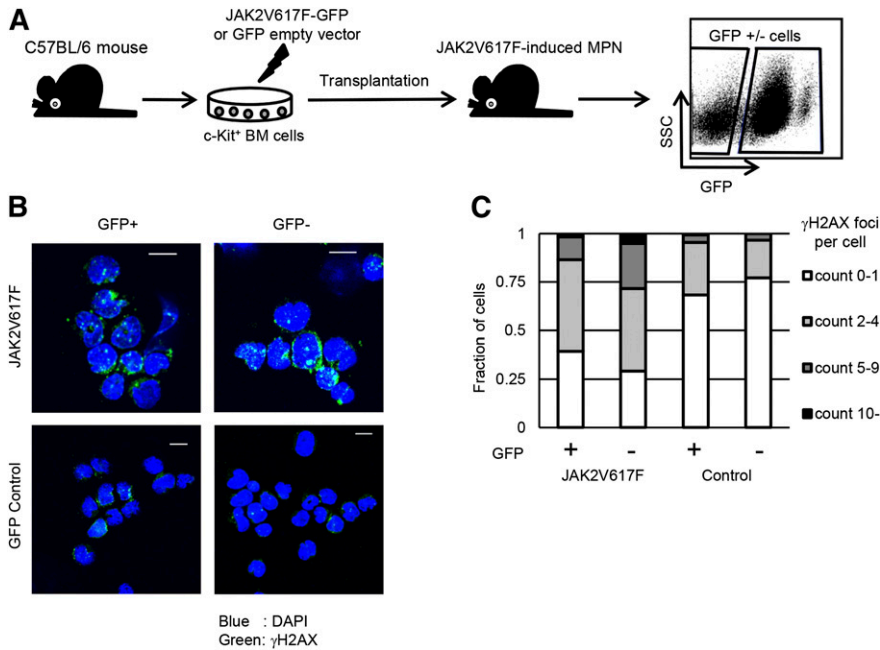 A
C57BL/6 mouse
JAK2V617F-GFP
or GFP empty vector
c-Kit⁺ BM cells
Transplantation
JAK2V617F-induced MPN
GFP +/- cells
SSC
GFP
B
GFP+
GFP-
JAK2V617F
GFP Control
Blue : DAPI
Green: γH2AX
C
Fraction of cells
1
0.75
0.5
0.25
0
GFP + - + -
JAK2V617F Control
γH2AX foci
per cell
count 0-1
count 2-4
count 5-9
count 10-